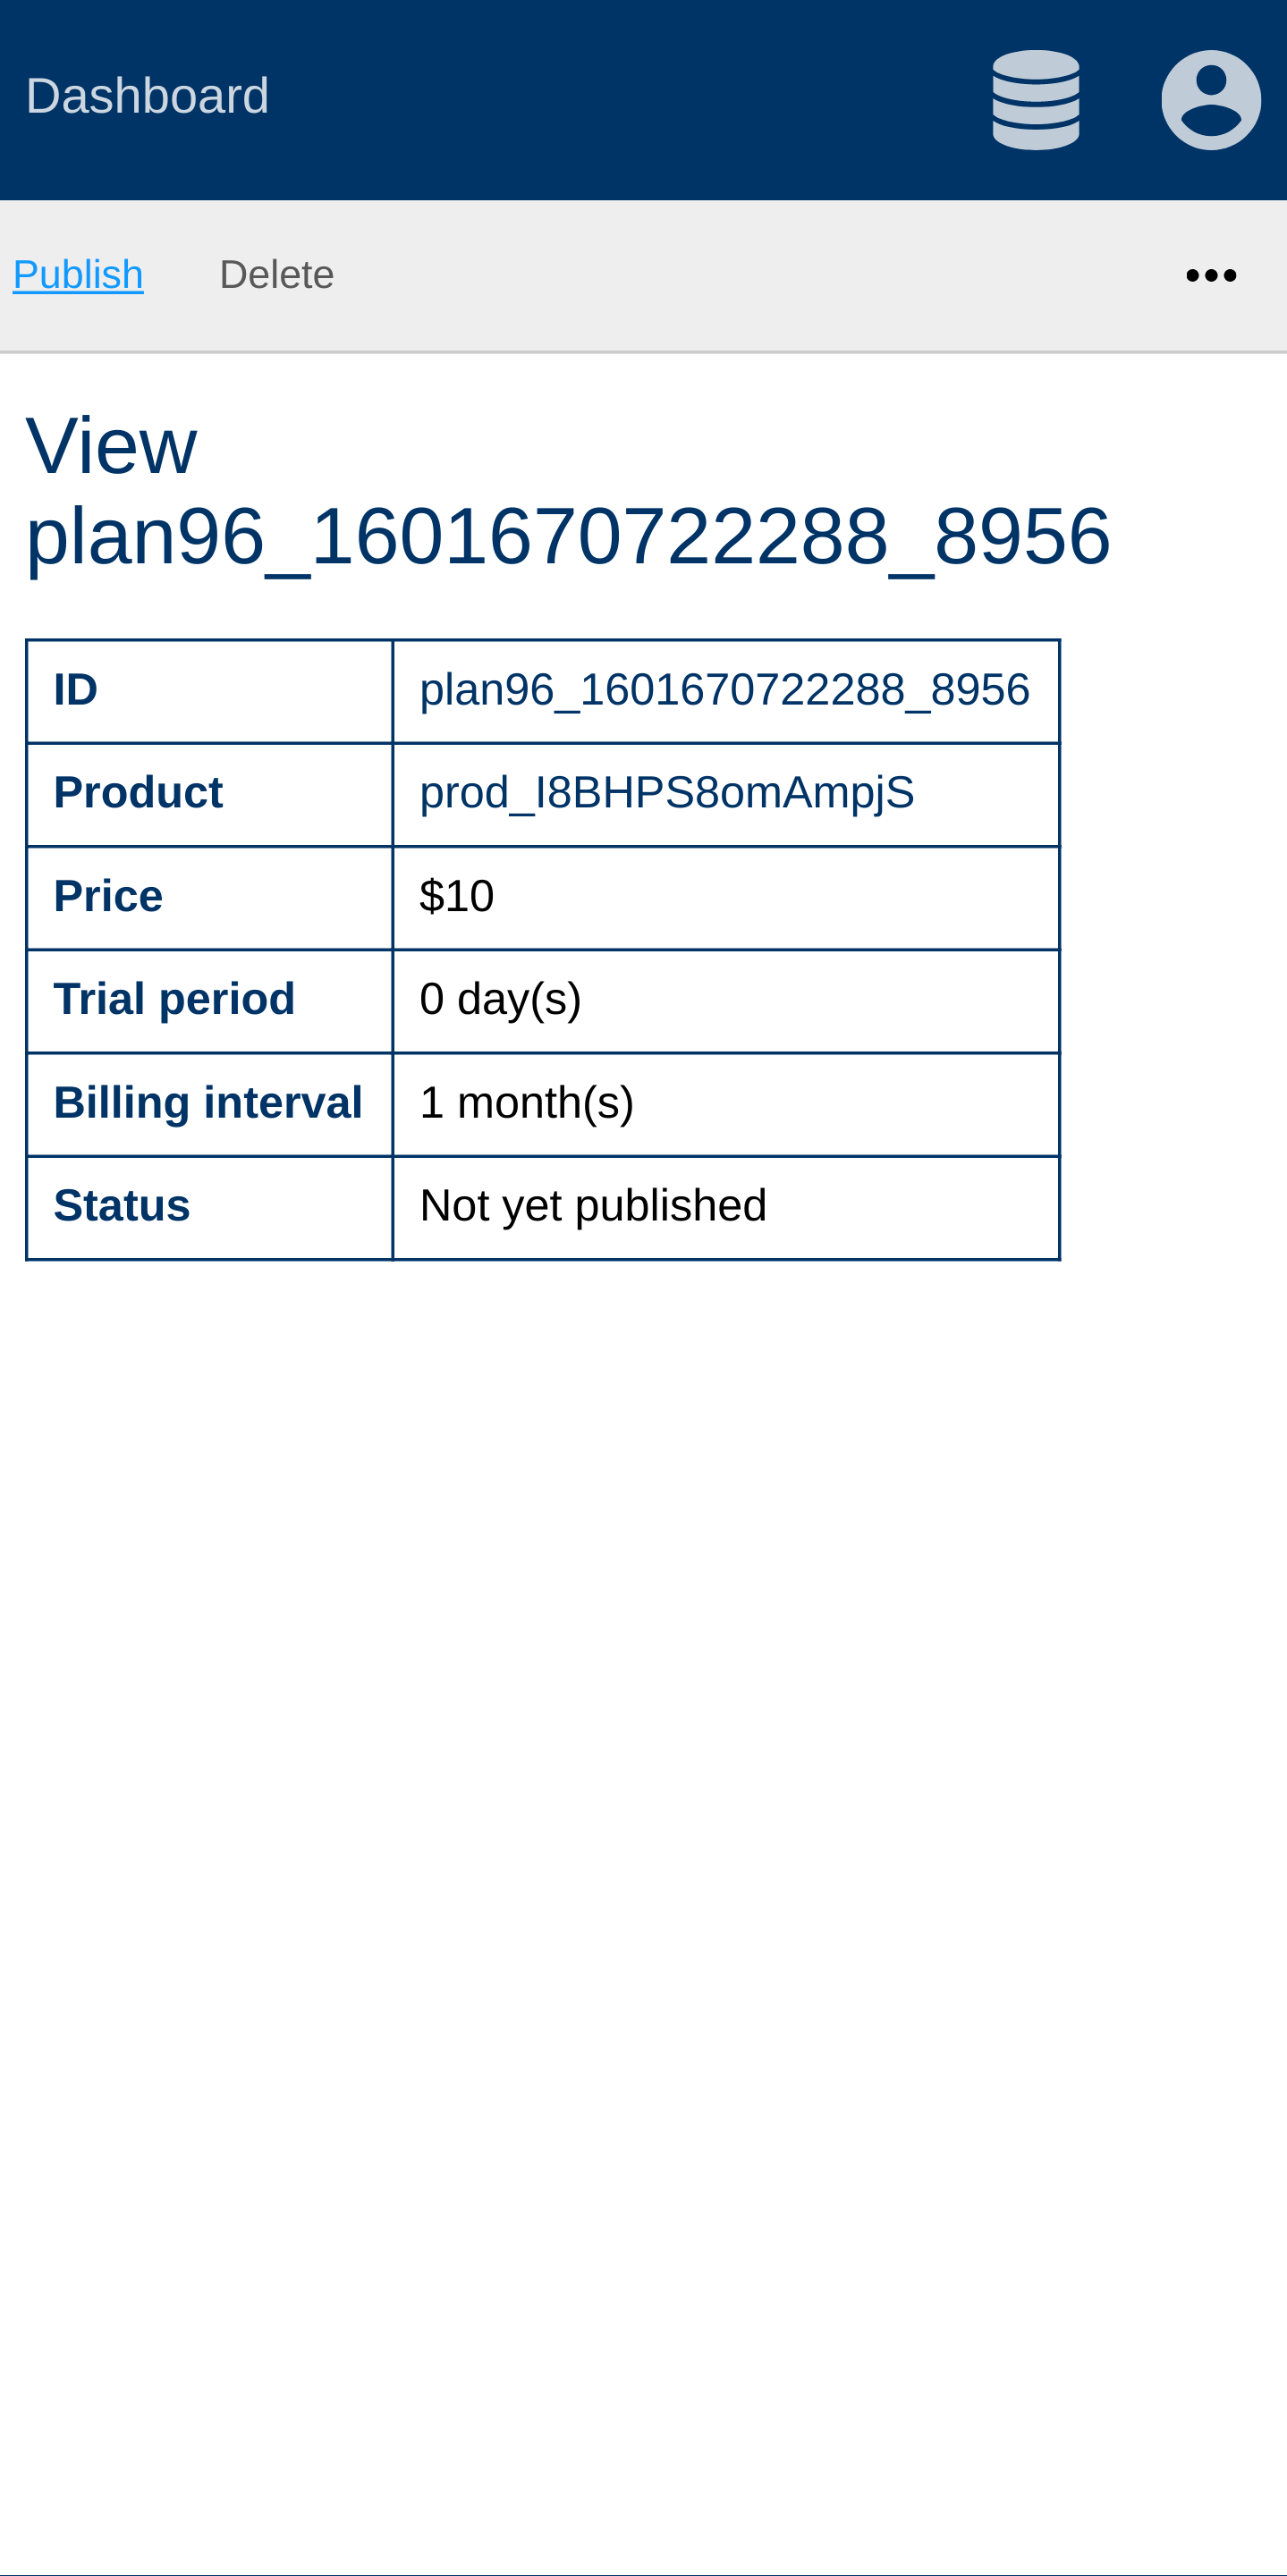 Dashboard
Publish Delete
View
plan96_1601670722288_8956
ID plan96_1601670722288_8956
Product prod_I8BHPS8omAmpjS
Price $10
Trial period 0 day(s)
Billing interval 1 month(s)
Status Not yet published